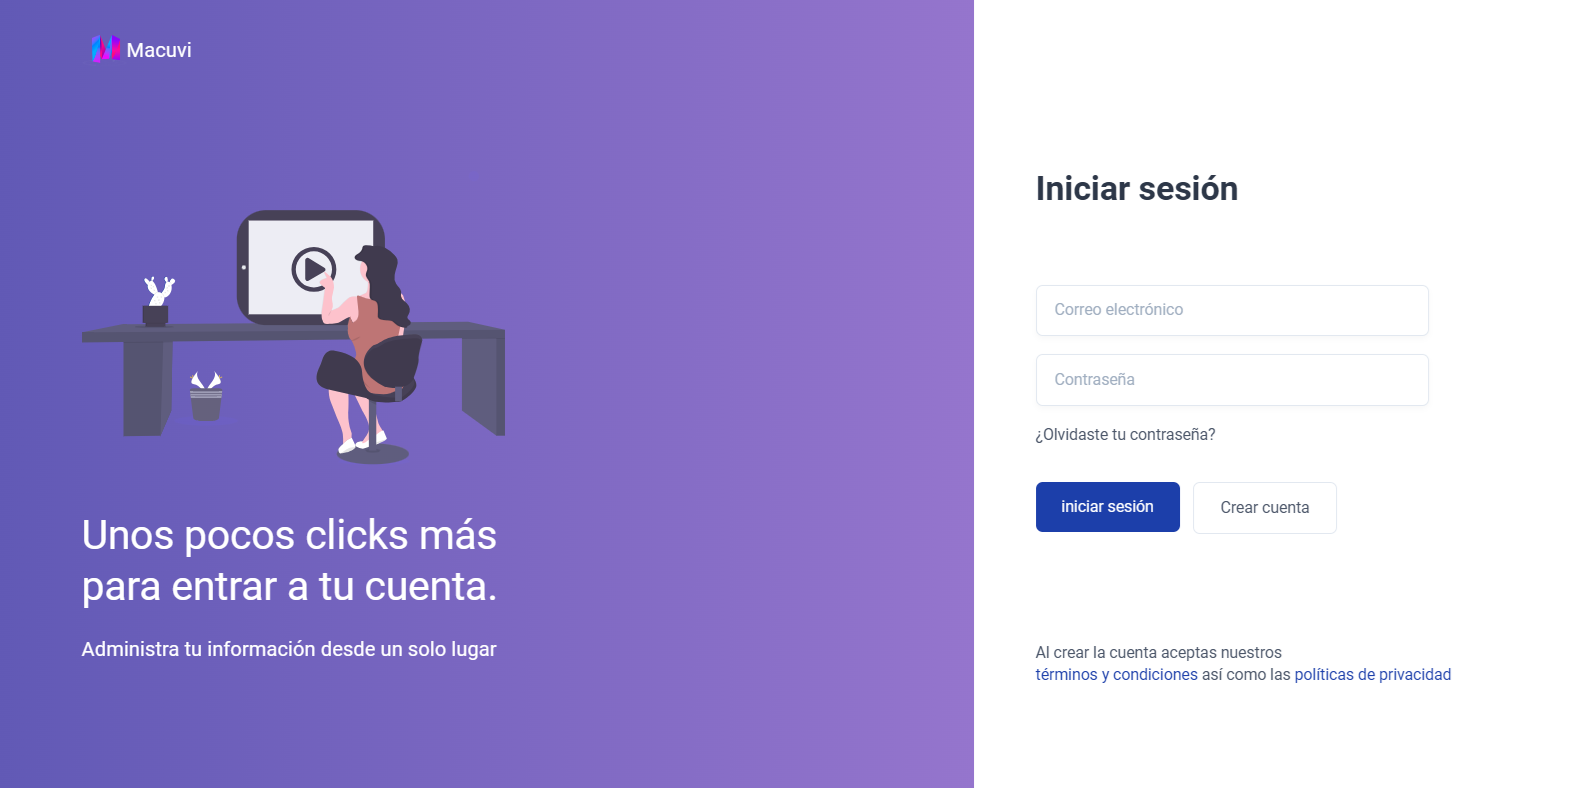 Macuvi
Unos pocos clicks más
para entrar a tu cuenta.
Administra tu información desde un solo lugar
Iniciar sesión
Correo electrónico
Contraseña
¿Olvidaste tu contraseña?
iniciar sesión
Crear cuenta
Al crear la cuenta aceptas nuestros
términos y condiciones así como las políticas de privacidad